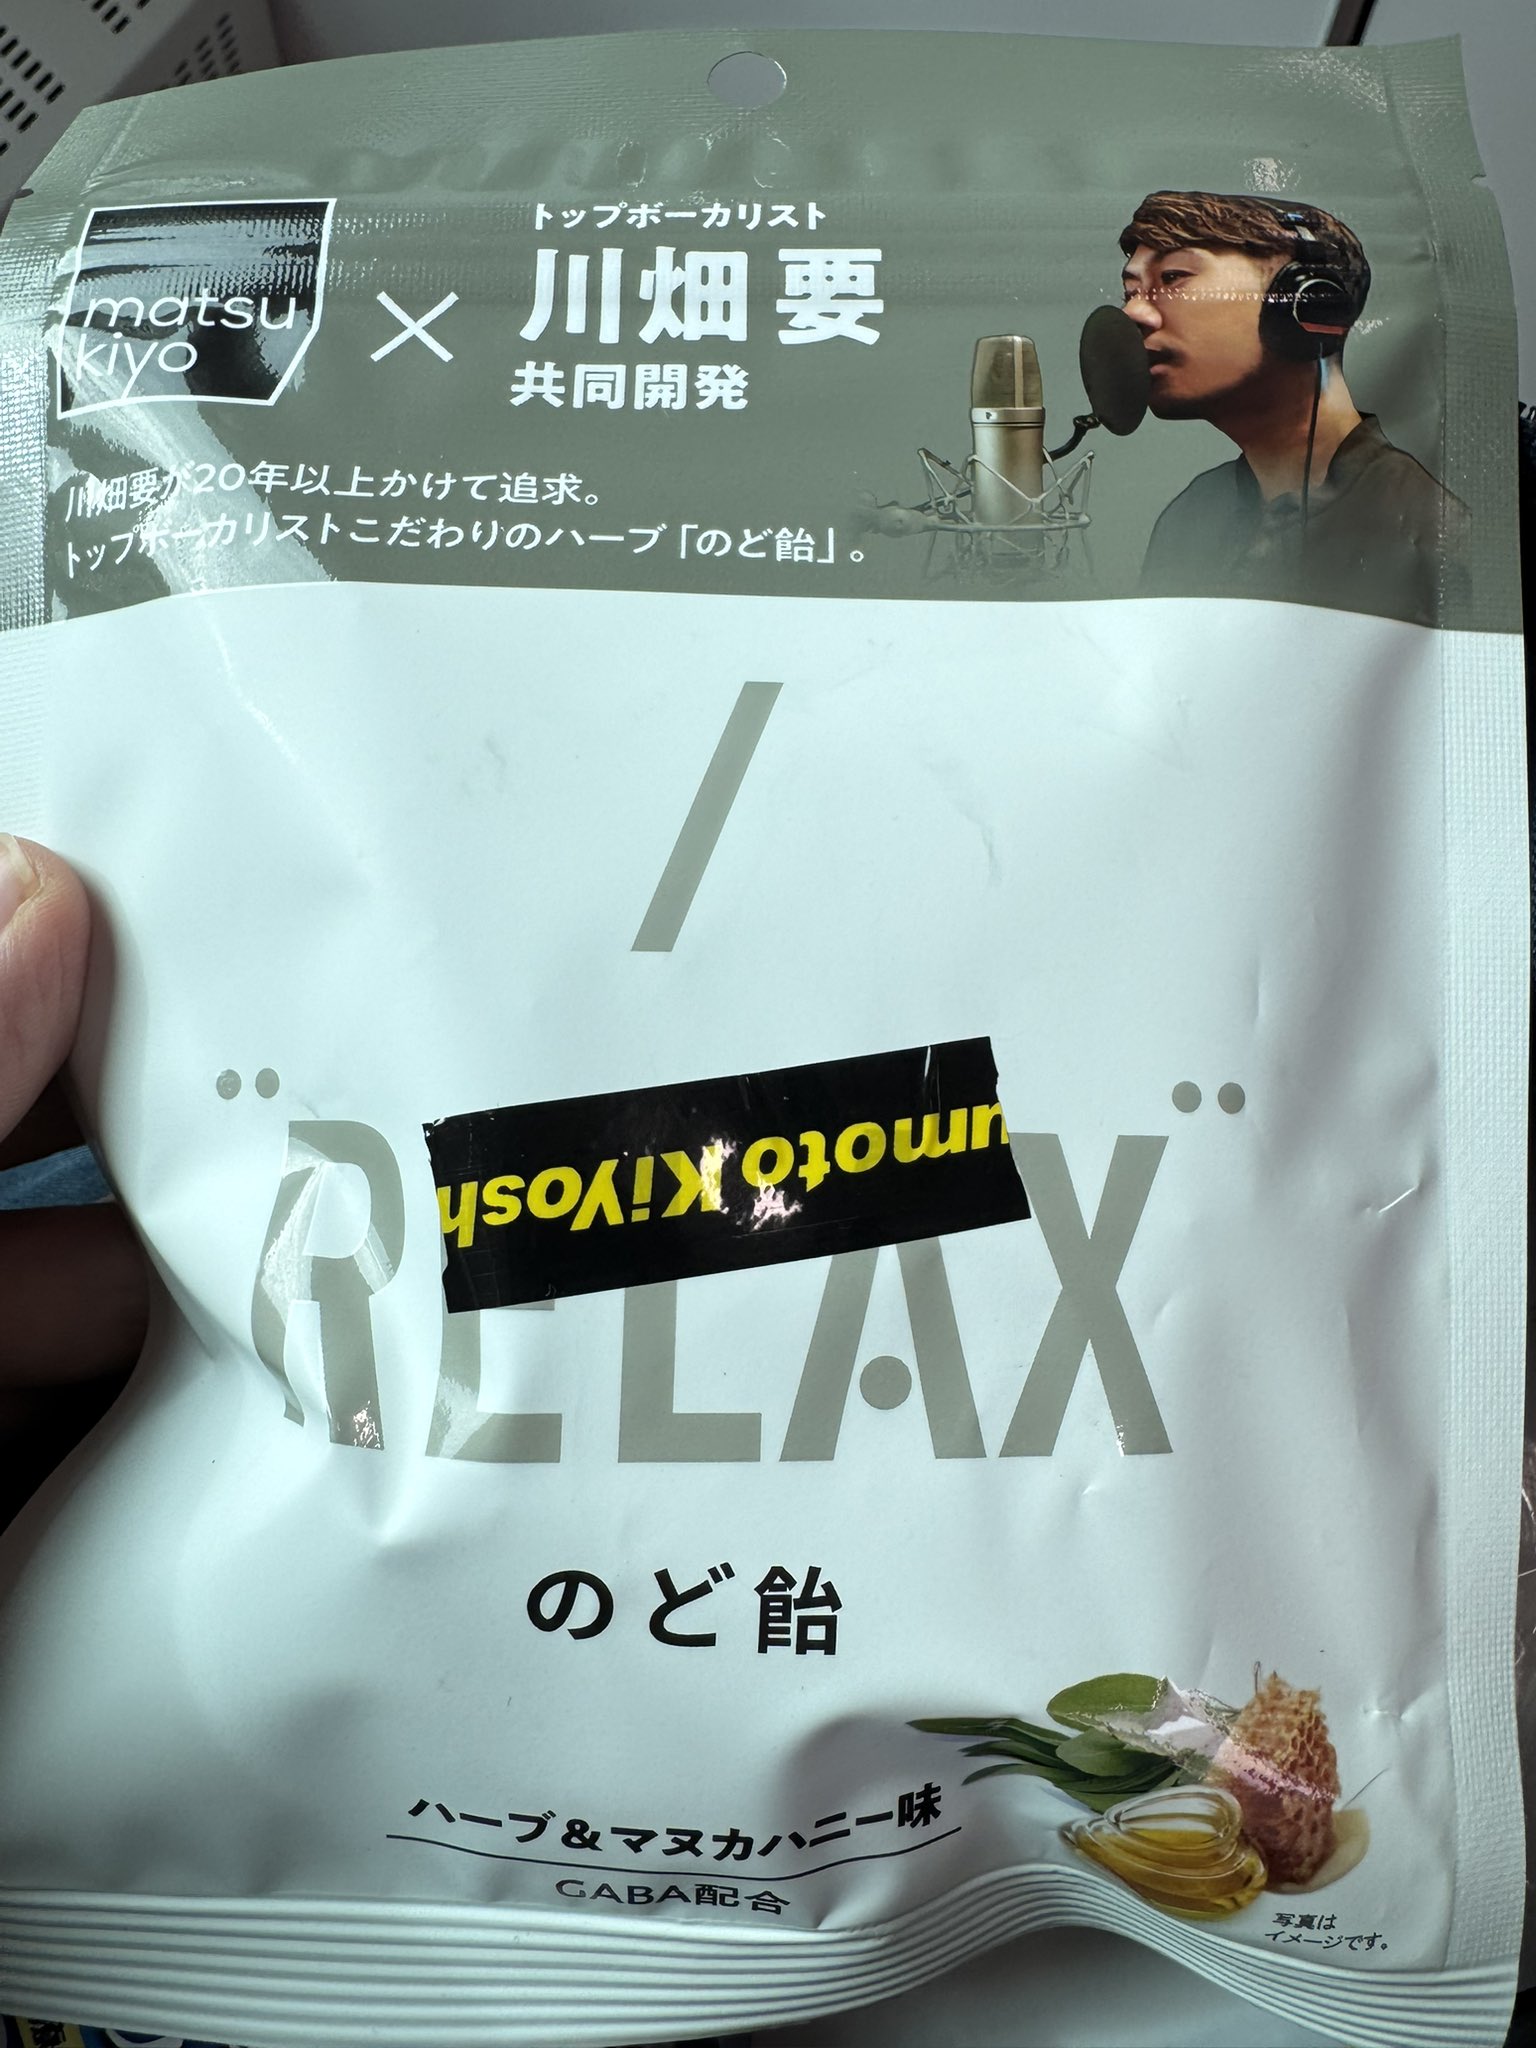 matsu
kiyo
×
トップボーカリスト
川畑 要
共同開発
川畑要が20年以上かけて追求。
トップボーカリストこだわりのハーブ「のど飴」。
RELAX
umoto KiYosh
のど飴
ハーブ&マヌカハニー味
GABA配合
写真は
イメージです。